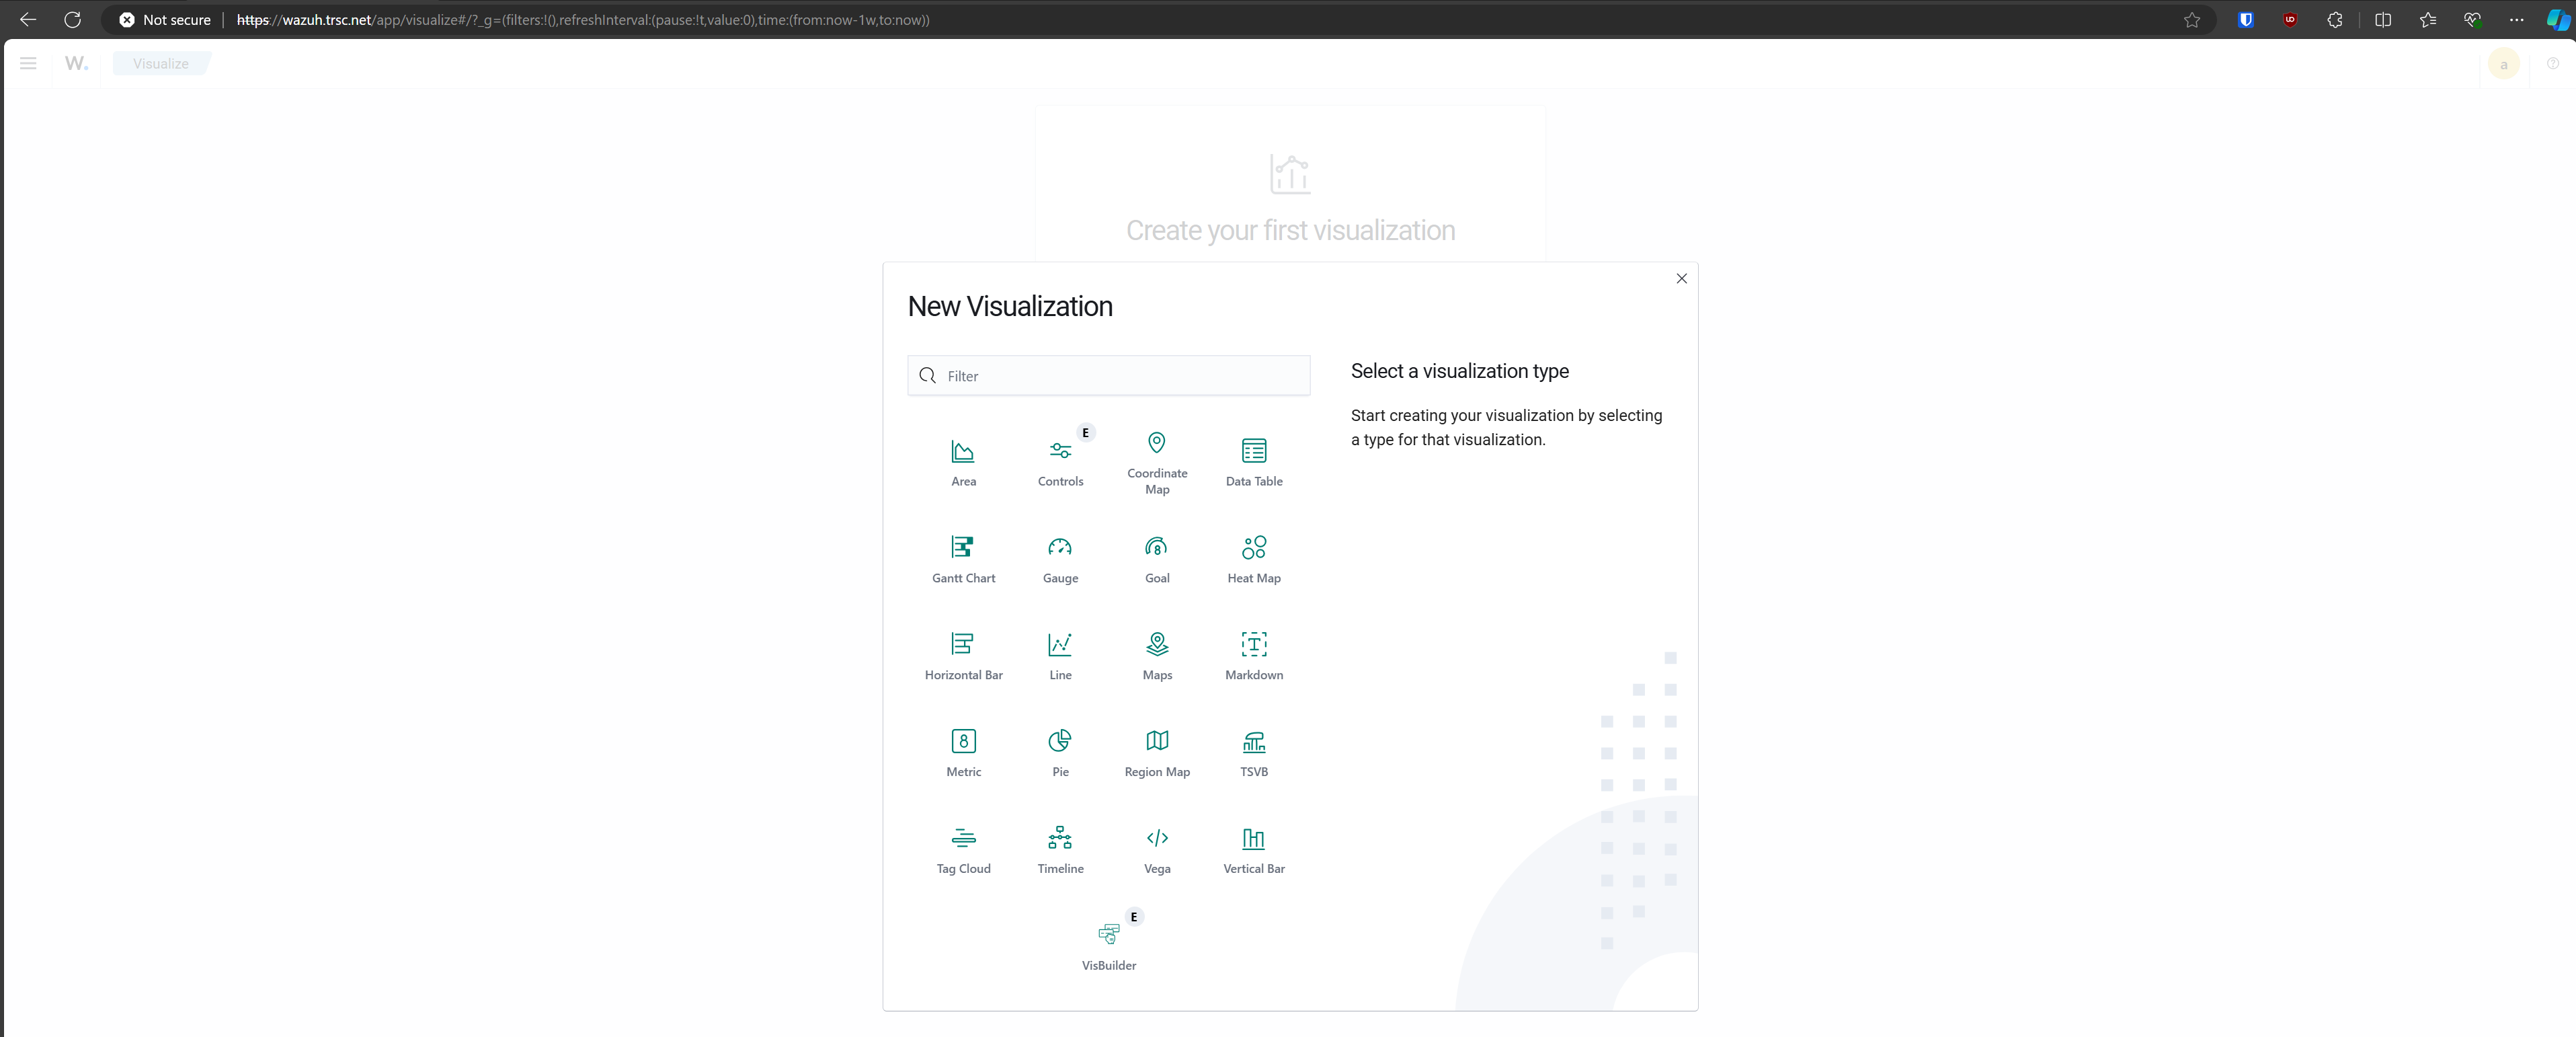 Not secure
https://wazuh.trsc.net/app/visualize#/?_g=(filters:!(),refreshInterval:(pause:!t,value:0),time:(from:now-1w,to:now))
W.
Visualize
a
Create your first visualization
New Visualization
Filter
Select a visualization type
Start creating your visualization by selecting
a type for that visualization.
E
Area
Controls
Coordinate
Map
Data Table
Gantt Chart
Gauge
Goal
Heat Map
Horizontal Bar
Line
Maps
Markdown
Metric
Pie
Region Map
TSVB
Tag Cloud
Timeline
Vega
Vertical Bar
E
VisBuilder